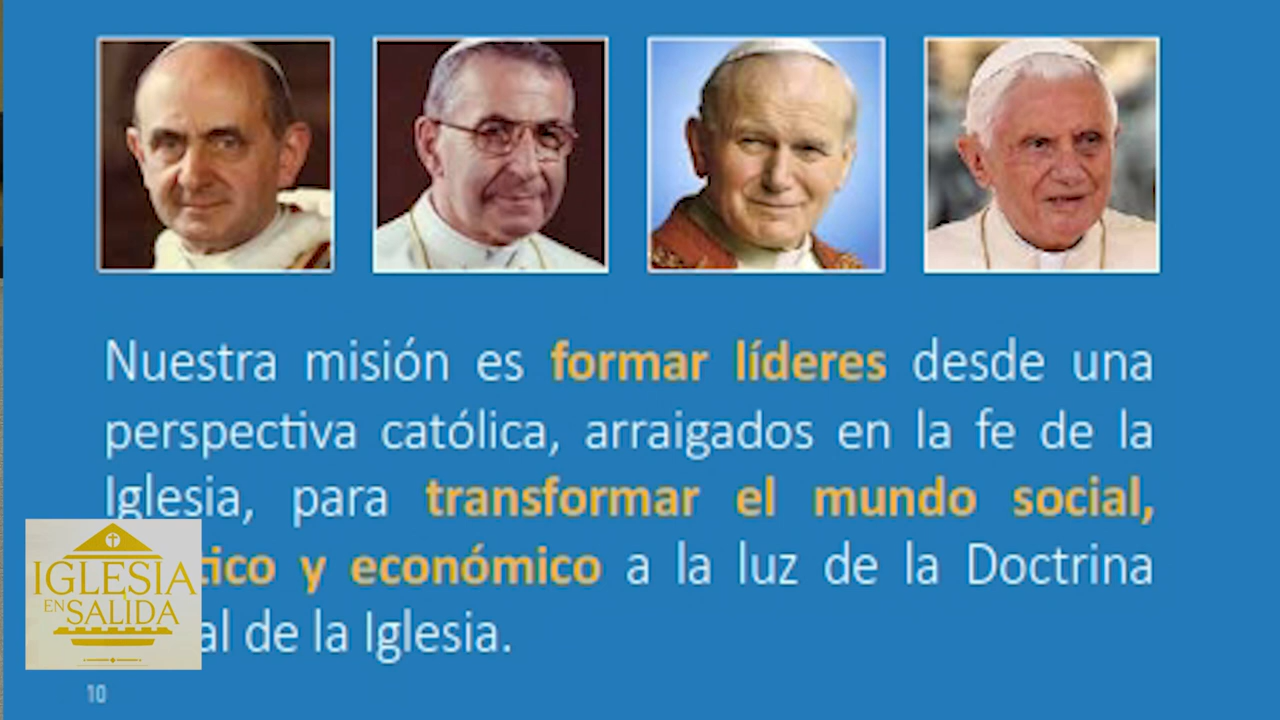 Nuestra misión es formar líderes desde una
perspectiva católica, arraigados en la fe de la
Iglesia, para transformar el mundo social,
tico y económico a la luz de la Doctrina
al de la Iglesia.
IGLESIA
EN SALIDA
10